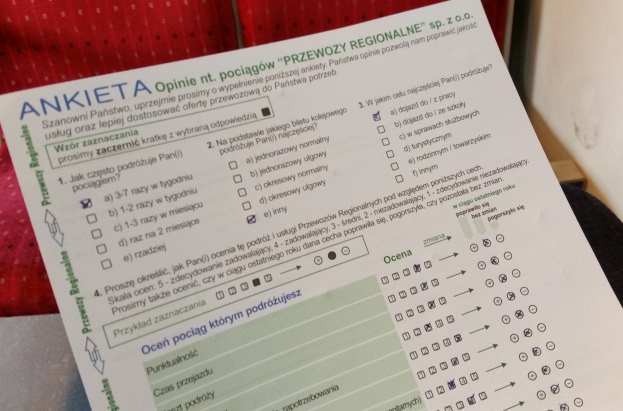 ANKIETA Opinie nt. pociągów "PRZEWOZY REGIONALNE" sp. z o.o.
Szanowni Państwo, uprzejmie prosimy o wypełnienie poniższej ankiety. Państwa opinie pozwolą nam poprawić jakość
usług oraz lepiej dostosować ofertę przewozową do Państwa potrzeb.
Wzór zaznaczania
prosimy zaczernić kratkę z wybraną odpowiedzią
1. Jak często podróżuje Pan(i)
pociągiem?
a) 3-7 razy w tygodniu
b) 1-2 razy w tygodniu
c) 1-3 razy w miesiącu
d) raz na 2 miesiące
e) rzadziej
2. Na podstawie jakiego biletu kolejowego
podróżuje Pan(i) najczęściej?
a) jednorazowy normalny
b) jednorazowy ulgowy
c) okresowy normalny
d) okresowy ulgowy
e) inny
3. W jakim celu najczęściej Pan(i) podróżuje?
a) dojazd do / z pracy
b) dojazd do / ze szkoły
c) w sprawach służbowych
d) turystycznym
e) rodzinnym / towarzyskim
f) innym
4. Proszę określić, jak Pan(i) ocenia tę podróż i usługi Przewozów Regionalnych pod względem poniższych cech.
Skala ocen: 5 - zdecydowanie zadowalający, 4 - zadowalający, 3 - średni, 2 - niezadowalający, 1 - zdecydowanie niezadowalający.
Prosimy także ocenić, czy w ciągu ostatniego roku dana cecha poprawiła się, pogorszyła, czy pozostała bez zmian.
Przykład zaznaczania
w ciągu ostatniego roku
poprawiło się
bez zmian
pogorszyło się
Ocena
zmiana
Oceń pociąg którym podróżujesz
Punktualność
Czas przejazdu
podróży
zapotrzebowania
Przewozy Regionalne
Przewozy Regionalne